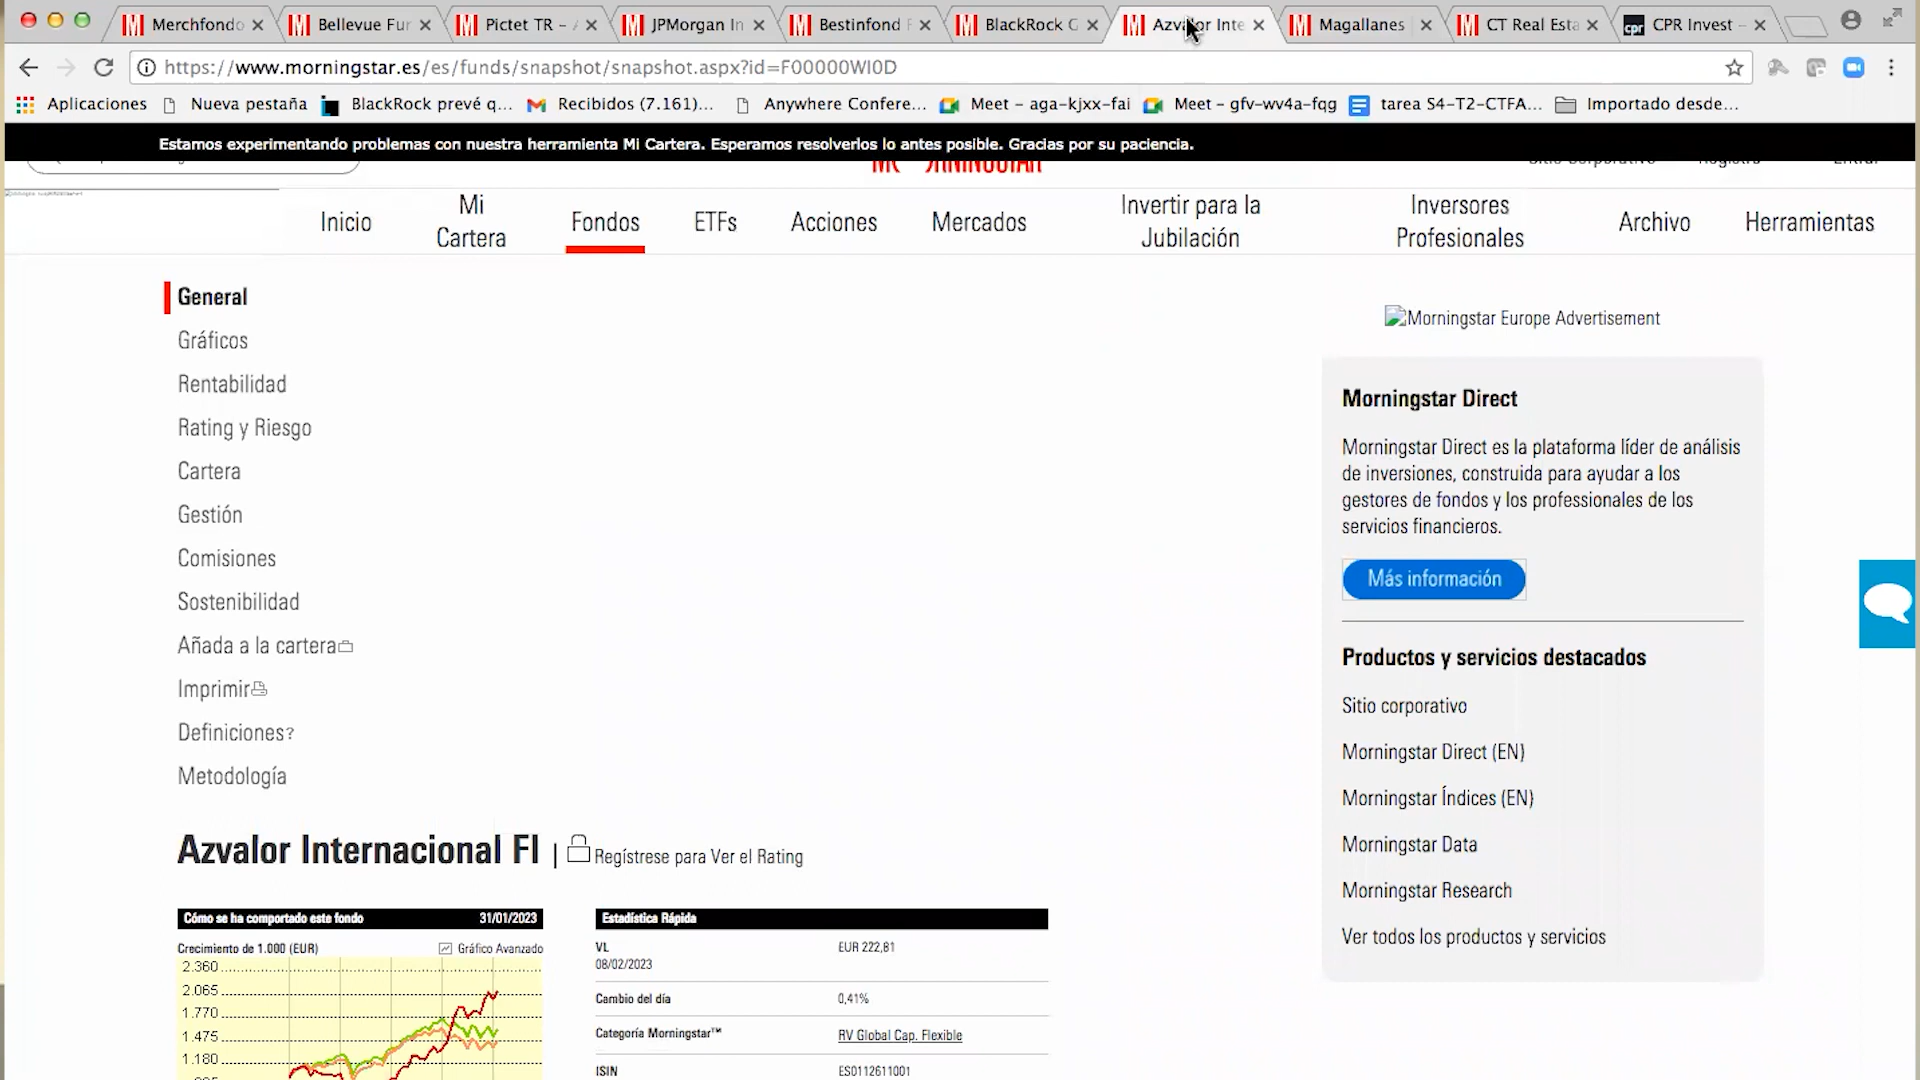 Merchfondo
Bellevue Fur
Pictet TR – A
JPMorgan In
Bestinfond F
BlackRock G
Azvalor Inte
Magallanes
CT Real Esta
CPR Invest –
https://www.morningstar.es/es/funds/snapshot/snapshot.aspx?id=F00000WI0D
Aplicaciones
Nueva pestaña
BlackRock prevé q...
Recibidos (7.161)...
Anywhere Confere...
Meet – aga-kjxx-fai
Meet – gfv-wv4a-fqg
tarea S4-T2-CTFA...
Importado desde...
Estamos experimentando problemas con nuestra herramienta Mi Cartera. Esperamos resolverlos lo antes posible. Gracias por su paciencia.
Inicio
Mi
Cartera
Fondos
ETFs
Acciones
Mercados
Invertir para la
Jubilación
Inversores
Profesionales
Archivo
Herramientas
General
Gráficos
Rentabilidad
Rating y Riesgo
Cartera
Gestión
Comisiones
Sostenibilidad
Añada a la cartera
Imprimir
Definiciones?
Metodología
Morningstar Europe Advertisement
Morningstar Direct
Morningstar Direct es la plataforma líder de análisis
de inversiones, construida para ayudar a los
gestores de fondos y los professionales de los
servicios financieros.
Más información
Productos y servicios destacados
Sitio corporativo
Morningstar Direct (EN)
Morningstar Índices (EN)
Morningstar Data
Morningstar Research
Ver todos los productos y servicios
Azvalor Internacional FI | Regístrese para Ver el Rating
Cómo se ha comportado este fondo 31/01/2023
Crecimiento de 1.000 (EUR) Gráfico Avanzado
2.360
2.065
1.770
1.475
1.180
Estadística Rápida
VL EUR 222,81
08/02/2023
Cambio del día 0,41%
Categoría Morningstar™ RV Global Cap. Flexible
ISIN ES0112611001